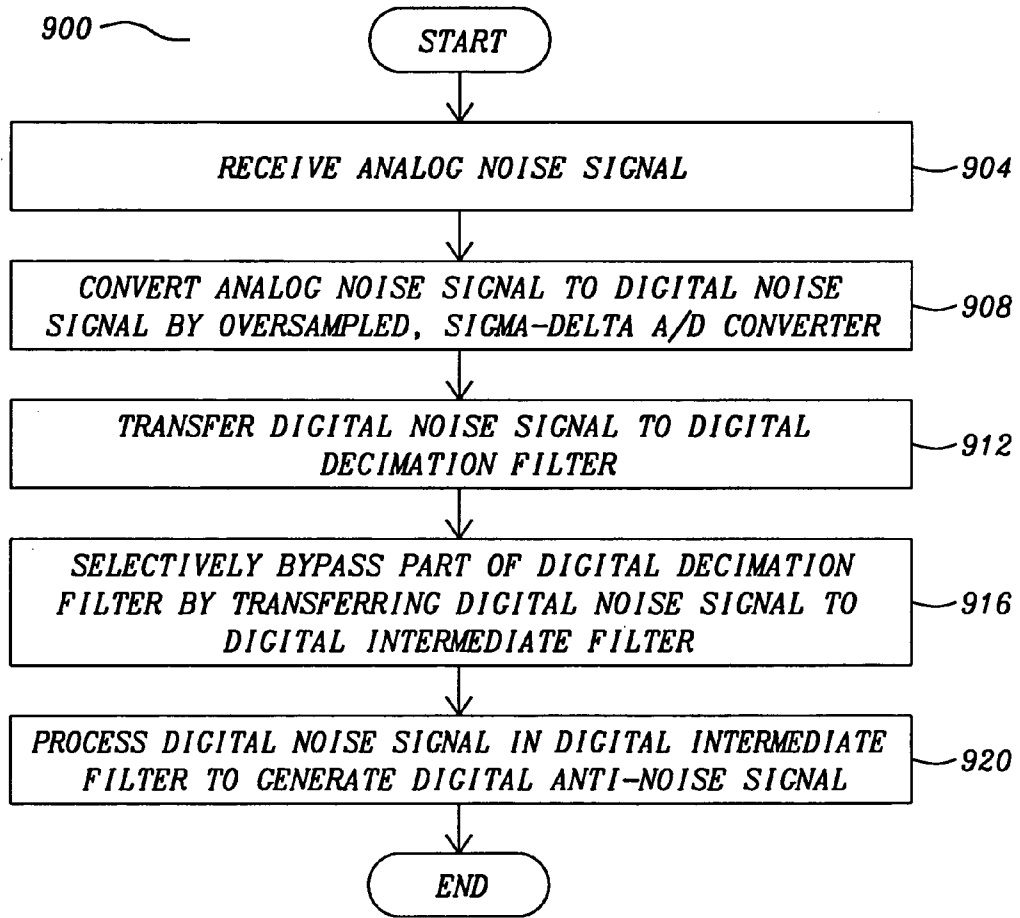 900
START
RECEIVE ANALOG NOISE SIGNAL
904
CONVERT ANALOG NOISE SIGNAL TO DIGITAL NOISE
SIGNAL BY OVERSAMPLED, SIGMA-DELTA A/D CONVERTER
908
TRANSFER DIGITAL NOISE SIGNAL TO DIGITAL
DECIMATION FILTER
912
SELECTIVELY BYPASS PART OF DIGITAL DECIMATION
FILTER BY TRANSFERRING DIGITAL NOISE SIGNAL TO
DIGITAL INTERMEDIATE FILTER
916
PROCESS DIGITAL NOISE SIGNAL IN DIGITAL INTERMEDIATE
FILTER TO GENERATE DIGITAL ANTI-NOISE SIGNAL
920
END